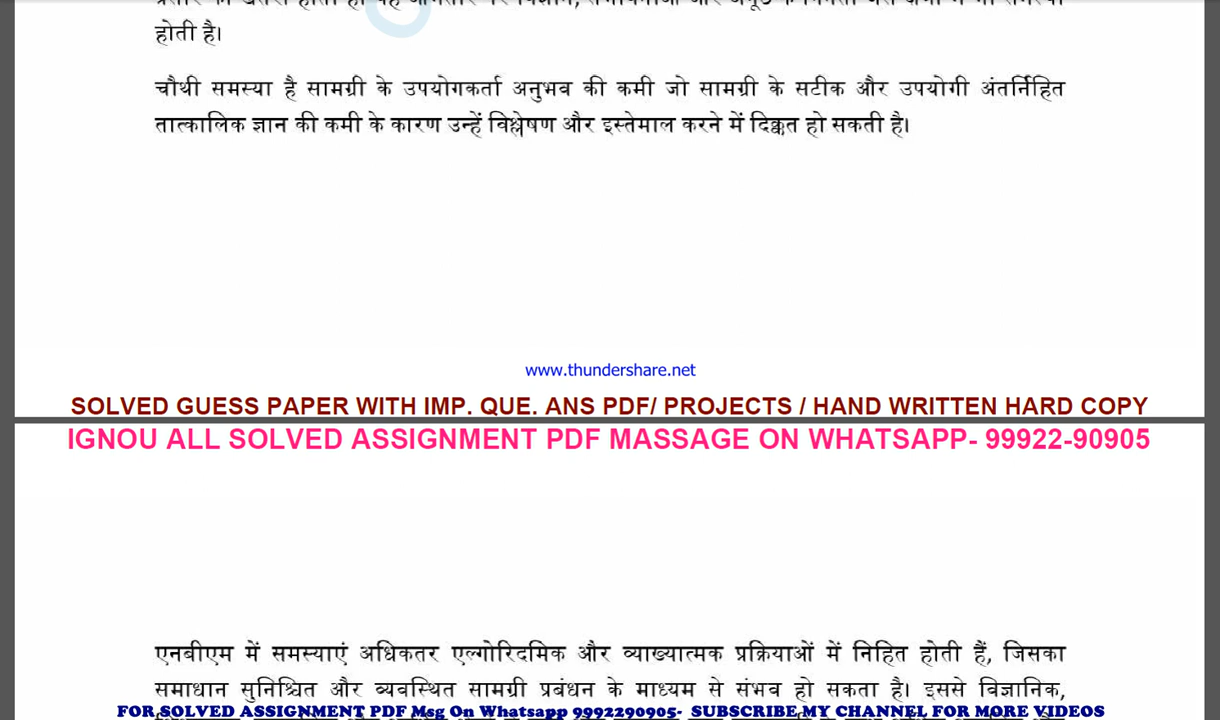 होती है।
चौथी समस्या है सामग्री के उपयोगकर्ता अनुभव की कमी जो सामग्री के सटीक और उपयोगी अंतर्निहित
तात्कालिक ज्ञान की कमी के कारण उन्हें विश्लेषण और इस्तेमाल करने में दिक्कत हो सकती है।
www.thundershare.net
SOLVED GUESS PAPER WITH IMP. QUE. ANS PDF/ PROJECTS / HAND WRITTEN HARD COPY
IGNOU ALL SOLVED ASSIGNMENT PDF MASSAGE ON WHATSAPP- 99922-90905
एनबीएम में समस्याएं अधिकतर एल्गोरिदमिक और व्याख्यात्मक प्रक्रियाओं में निहित होती हैं, जिसका
समाधान सुनिश्चित और व्यवस्थित सामग्री प्रबंधन के माध्यम से संभव हो सकता है। इससे विज्ञानिक,
FOR SOLVED ASSIGNMENT PDF Msg On Whatsapp 9992290905- SUBSCRIBE MY CHANNEL FOR MORE VIDEOS